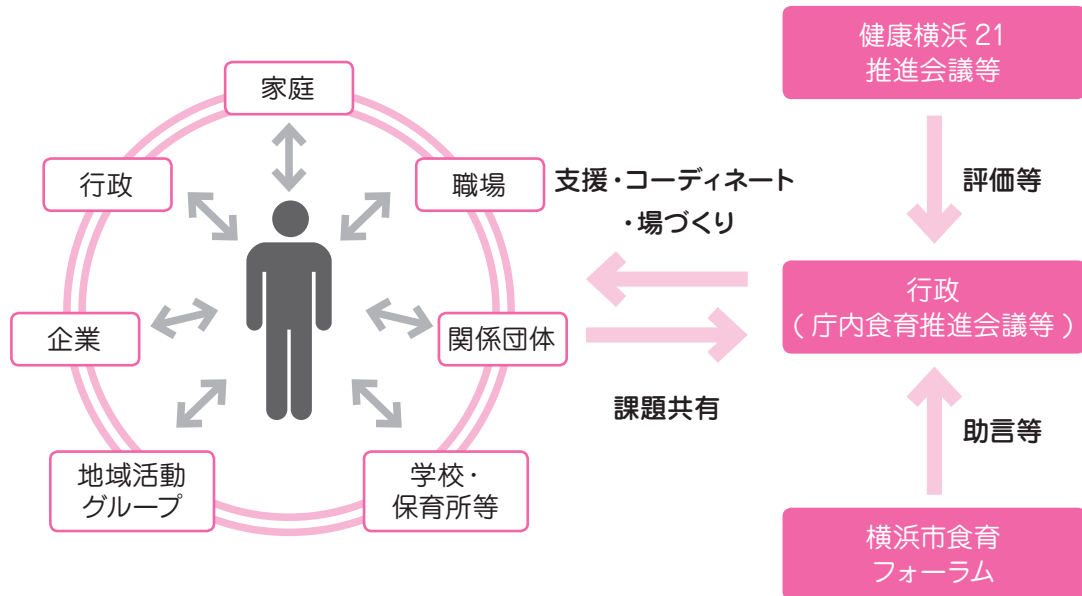 家庭
行政
職場
企業
関係団体
地域活動
グループ
学校・
保育所等
支援・コーディネート
・場づくり
課題共有
健康横浜 21
推進会議等
評価等
行政
( 庁内食育推進会議等 )
助言等
横浜市食育
フォーラム